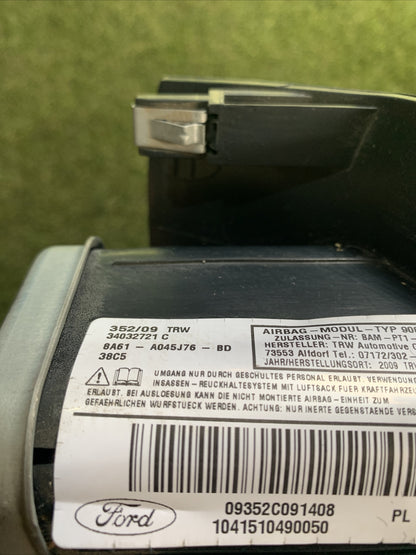 352/09 TRW
34032721 C
8A61 - A045J76 - BD
38C5
AIRBAG-MODUL-TYP
ZULASSUNG-NR: BAM-PT1-
HERSTELLER: TRW Automotive
73553 Alfdorf Tel.: 07172/302
JAHR/HERSTELLUNGSORT: 2009
UMGANG NUR DURCH GESCHULTES PERSONAL ERLAUBT. VERWENDUNG
INSASSEN-RUECKHALTESYSTEM MIT LUFTSACK FUER KRAFTFAHRZEUGE
ERLAUBT. BEI AUSLOESUNG KANN DIE NICHT MONTIERTE AIRBAG-EINHEIT ZUM
GEFAEHRLICHEN WURFSTUECK WERDEN. ACHTUNG: NUR INERTE GEGENSTAENDE
Ford
09352C091408
1041510490050
PL